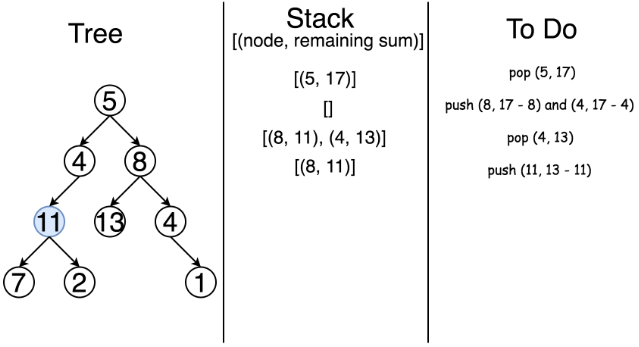 Tree
5
4 8
11 13 4
7 2 1
Stack
[(node, remaining sum)]
[(5, 17)]
[]
[(8, 11), (4, 13)]
[(8, 11)]
To Do
pop (5, 17)
push (8, 17 - 8) and (4, 17 - 4)
pop (4, 13)
push (11, 13 - 11)